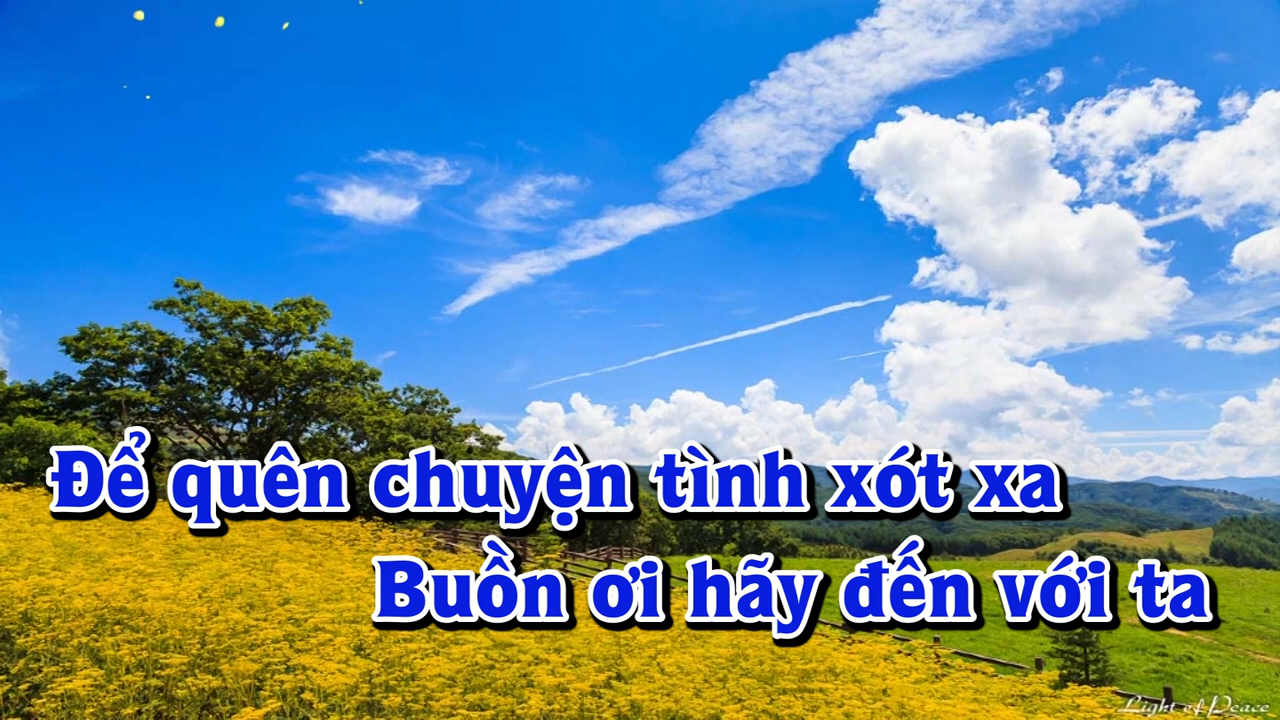 Để quên chuyện tình xót xa
Buồn ơi hãy đến với ta
Light of Peace